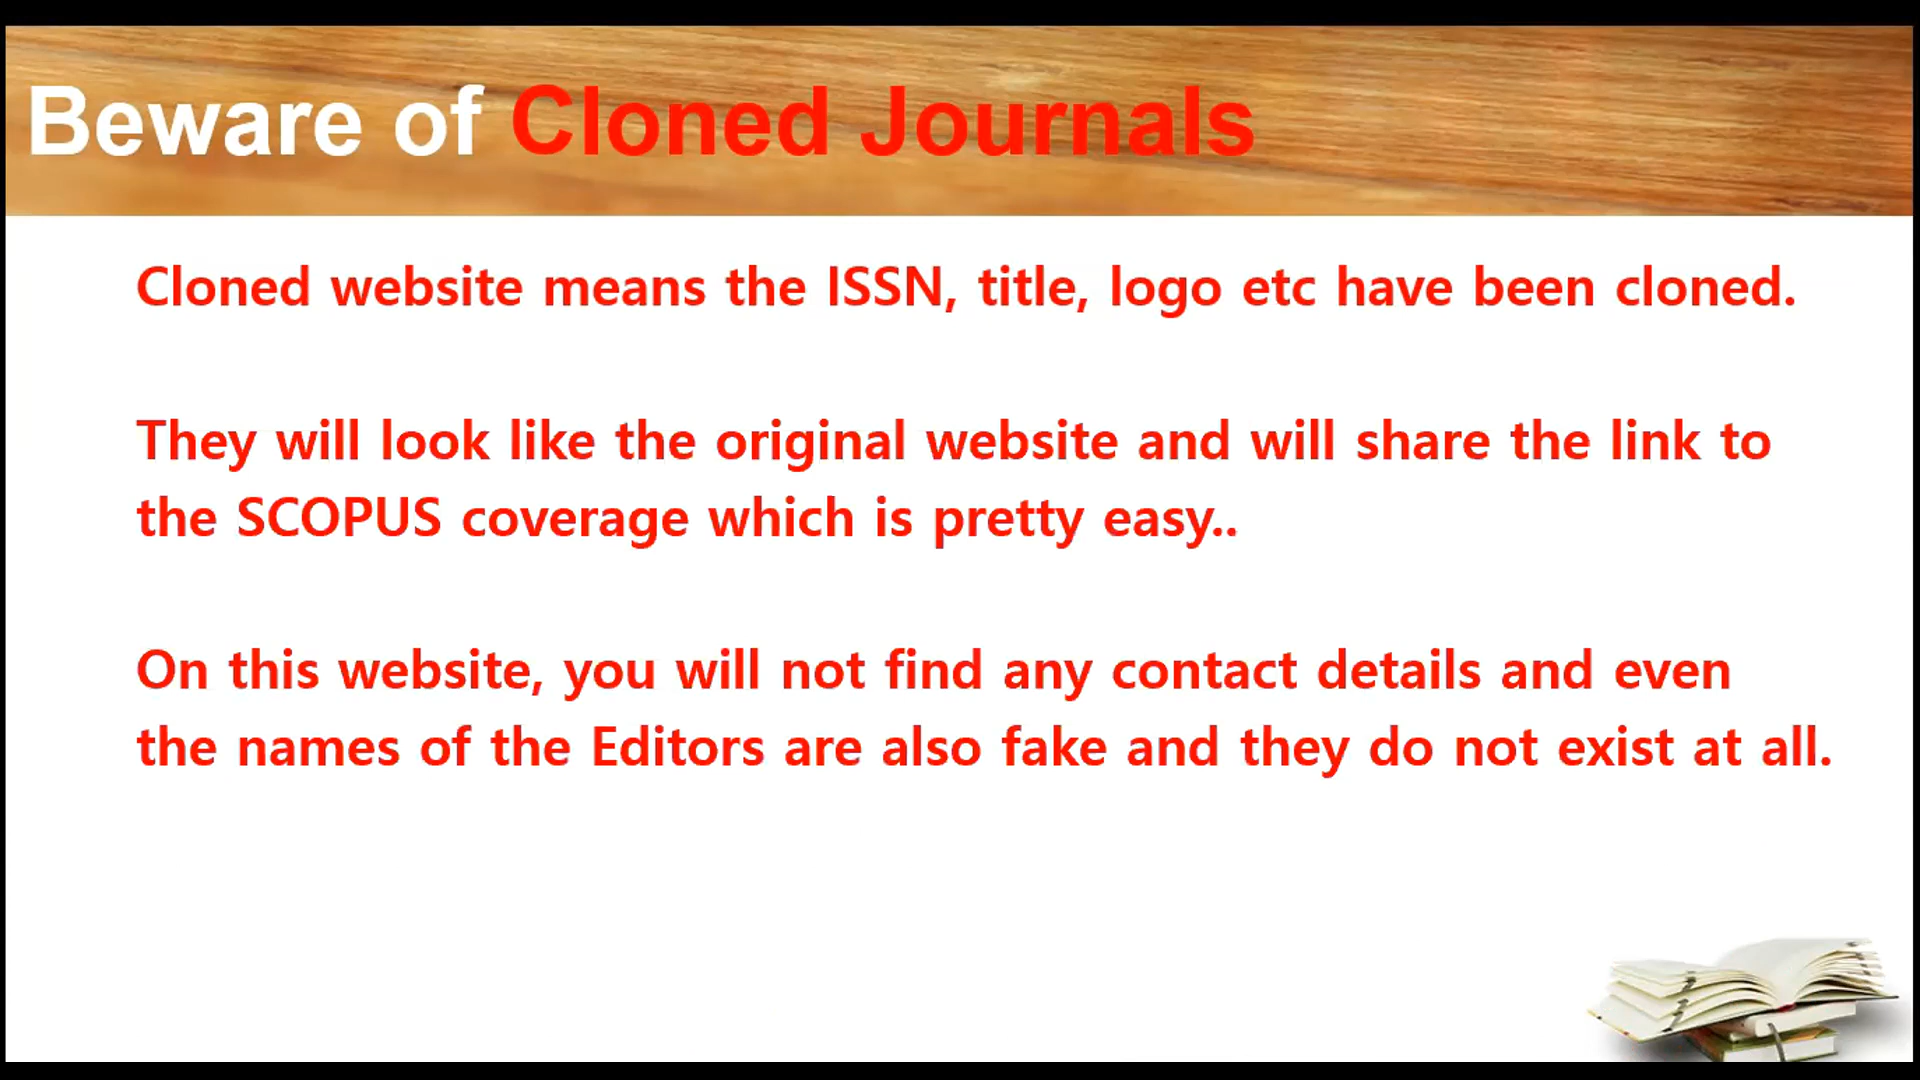 Beware of Cloned Journals
Cloned website means the ISSN, title, logo etc have been cloned.
They will look like the original website and will share the link to
the SCOPUS coverage which is pretty easy..
On this website, you will not find any contact details and even
the names of the Editors are also fake and they do not exist at all.